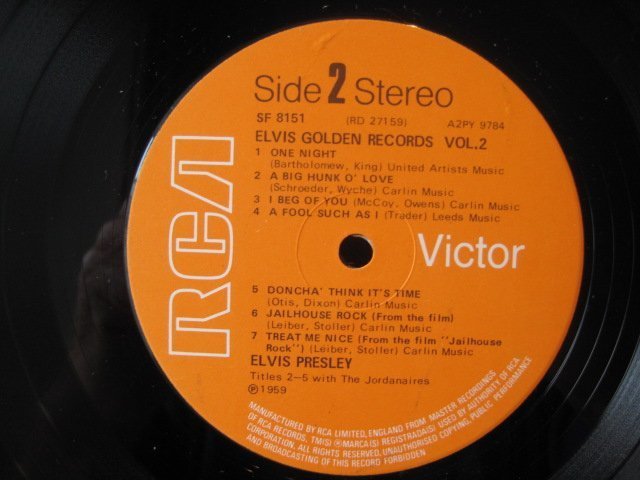 Side 2 Stereo
SF 8151 (RD 27159) A2PY 9784
ELVIS GOLDEN RECORDS VOL.2
1 ONE NIGHT
(Bartholomew, King) United Artists Music
2 A BIG HUNK O' LOVE
(Schroeder, Wyche) Carlin Music
3 I BEG OF YOU (McCoy, Owens) Carlin Music
4 A FOOL SUCH AS I (Trader) Leeds Music
RCA
Victor
5 DONCHA' THINK IT'S TIME
(Otis, Dixon) Carlin Music
6 JAILHOUSE ROCK (From the film)
(Leiber, Stoller) Carlin Music
7 TREAT ME NICE (From the film "Jailhouse
Rock") (Leiber, Stoller) Carlin Music
ELVIS PRESLEY
Titles 2-5 with The Jordanaires
℗1959
MANUFACTURED BY RCA LIMITED, ENGLAND FROM MASTER RECORDINGS
OF RCA RECORDS, TM(S) ® MARCA(S) REGISTRADA(S) USED BY AUTHORITY OF RCA
CORPORATION. ALL RIGHTS RESERVED. UNAUTHORISED COPYING, PUBLIC PERFORMANCE
AND BROADCASTING OF THIS RECORD FORBIDDEN